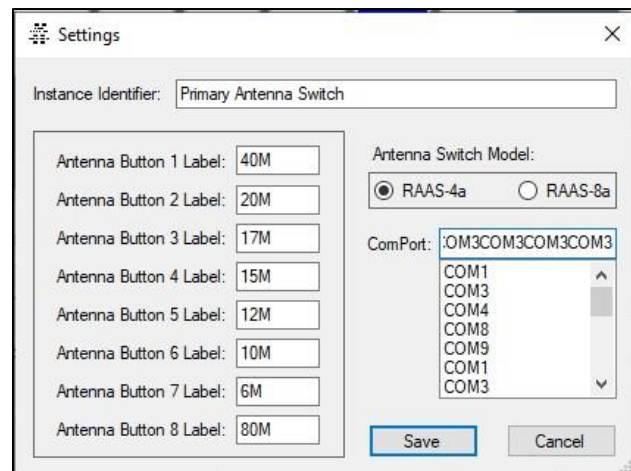 Settings
Instance Identifier: Primary Antenna Switch
Antenna Button 1 Label: 40M
Antenna Button 2 Label: 20M
Antenna Button 3 Label: 17M
Antenna Button 4 Label: 15M
Antenna Button 5 Label: 12M
Antenna Button 6 Label: 10M
Antenna Button 7 Label: 6M
Antenna Button 8 Label: 80M
Antenna Switch Model:
RAAS-4a RAAS-8a
ComPort: :OM3COM3COM3COM3
COM1
COM3
COM4
COM8
COM9
COM1
COM3
Save Cancel